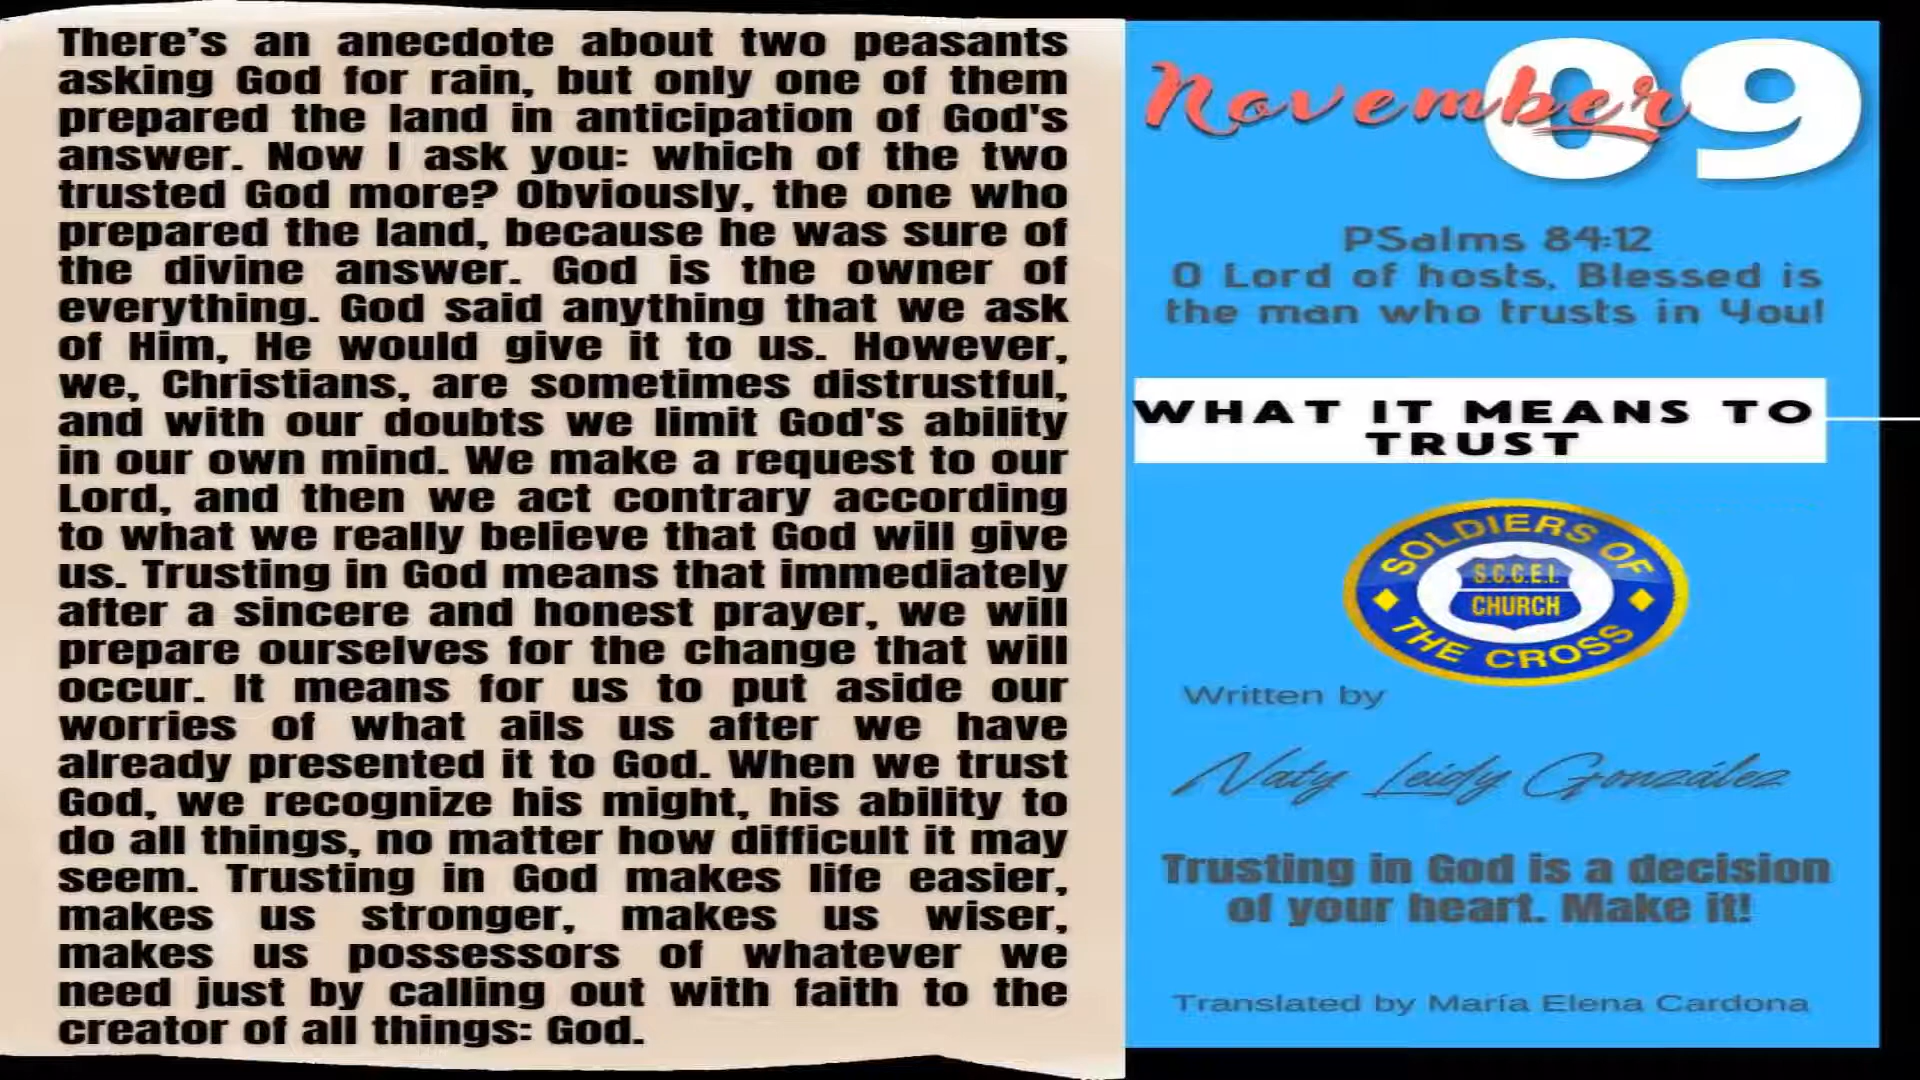 There's an anecdote about two peasants
asking God for rain, but only one of them
prepared the land in anticipation of God's
answer. Now I ask you: which of the two
trusted God more? Obviously, the one who
prepared the land, because he was sure of
the divine answer. God is the owner of
everything. God said anything that we ask
of Him, He would give it to us. However,
we, Christians, are sometimes distrustful,
and with our doubts we limit God's ability
in our own mind. We make a request to our
Lord, and then we act contrary according
to what we really believe that God will give
us. Trusting in God means that immediately
after a sincere and honest prayer, we will
prepare ourselves for the change that will
occur. It means for us to put aside our
worries of what ails us after we have
already presented it to God. When we trust
God, we recognize his might, his ability to
do all things, no matter how difficult it may
seem. Trusting in God makes life easier,
makes us stronger, makes us wiser,
makes us possessors of whatever we
need just by calling out with faith to the
creator of all things: God.
November 09
PSalms 84:12
O Lord of hosts, Blessed is
the man who trusts in You!
WHAT IT MEANS TO
TRUST
SOLDIERS OF
S.C.C.E.I.
CHURCH
THE CROSS
Written by
Naty Leidy González
Trusting in God is a decision
of your heart. Make it!
Translated by María Elena Cardona